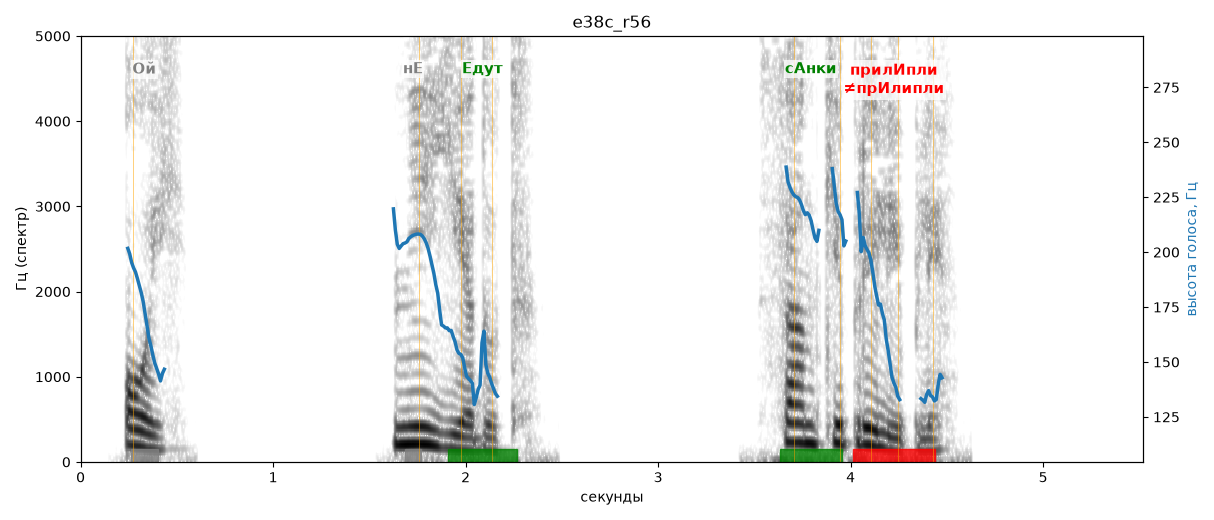 e38c_r56
5000
4000
3000
2000
1000
0
Гц (спектр)
Ой
нЕ
Едут
сАнки
прилИпли
≠прИлипли
275
250
225
200
175
150
125
высота голоса, Гц
0
1
2
3
4
5
секунды